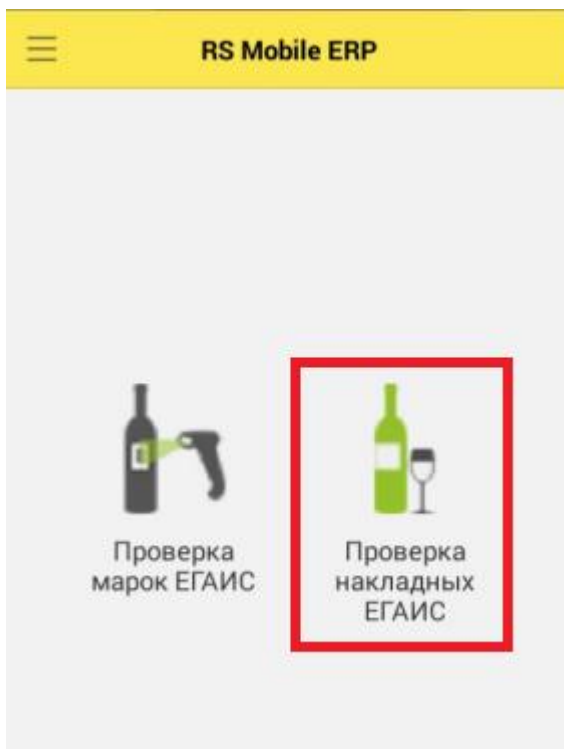 RS Mobile ERP
Проверка
марок ЕГАИС
Проверка
накладных
ЕГАИС